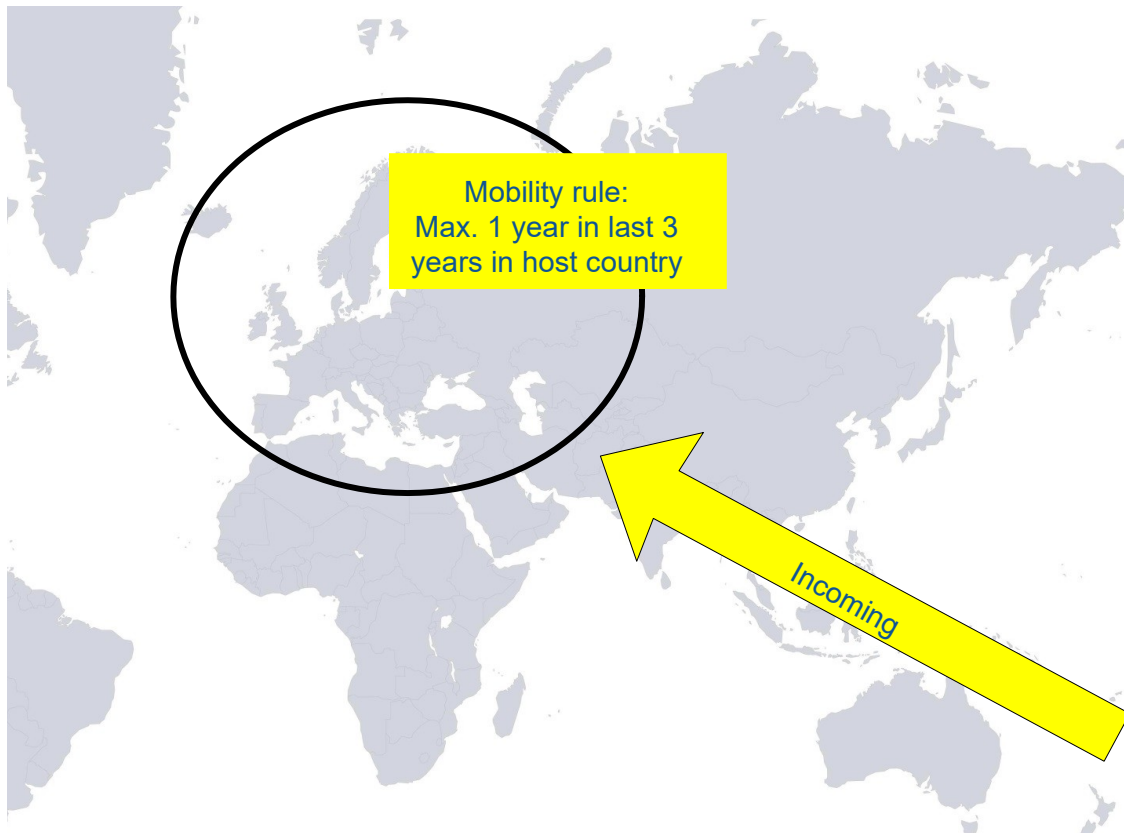 Mobility rule:
Max. 1 year in last 3
years in host country
Incoming